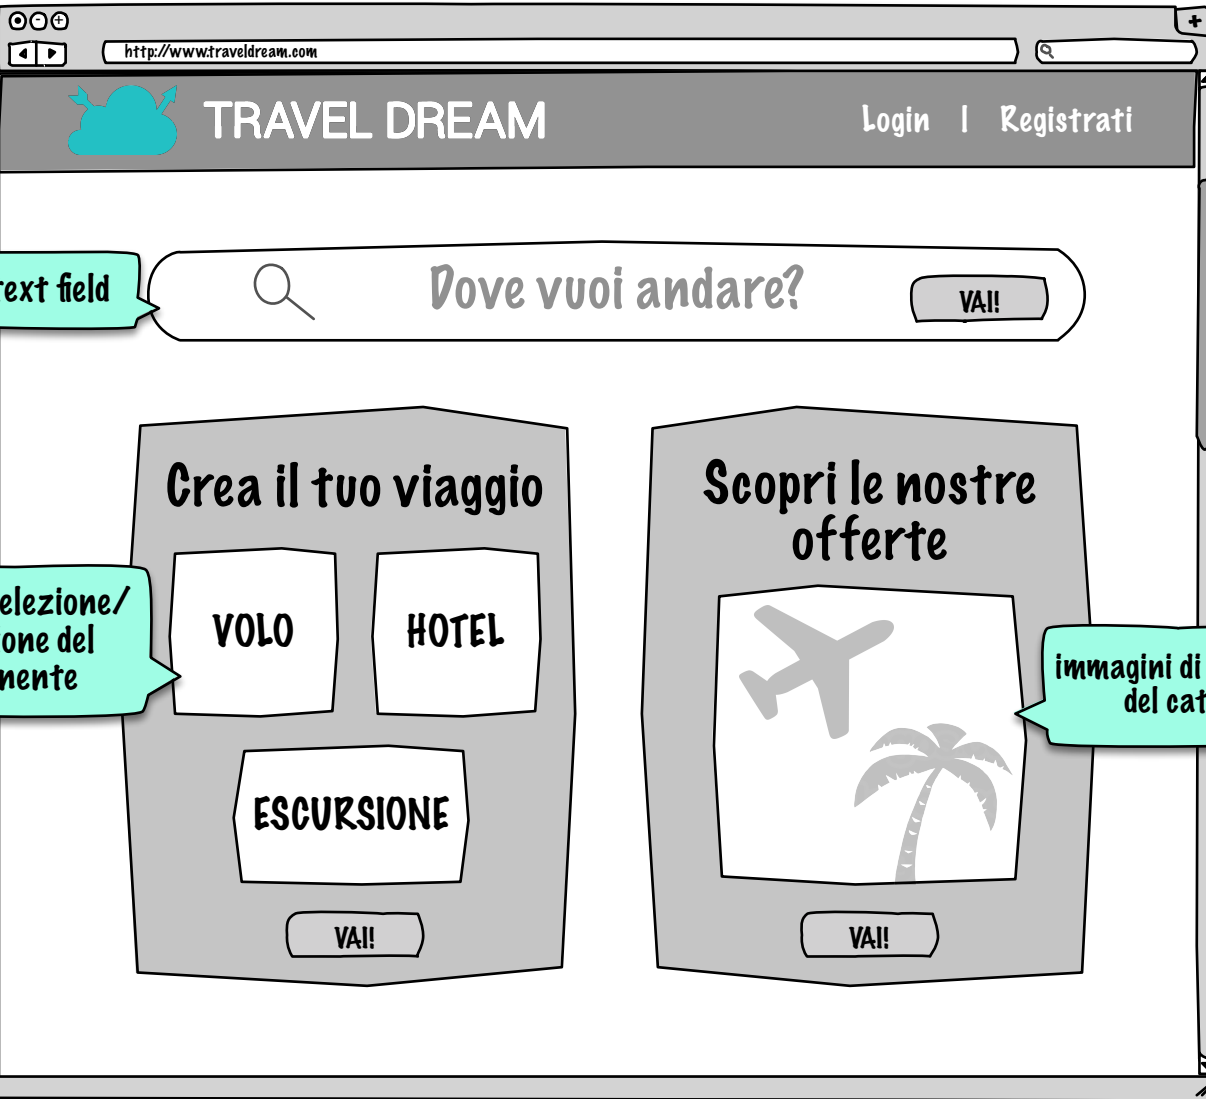 http://www.traveldream.com
TRAVEL DREAM
Login | Registrati
text field
Dove vuoi andare?
VAI!
Crea il tuo viaggio
Scopri le nostre
offerte
VOLO
HOTEL
ESCURSIONE
elezione/
one del
nente
immagini di
del cat
VAI!
VAI!